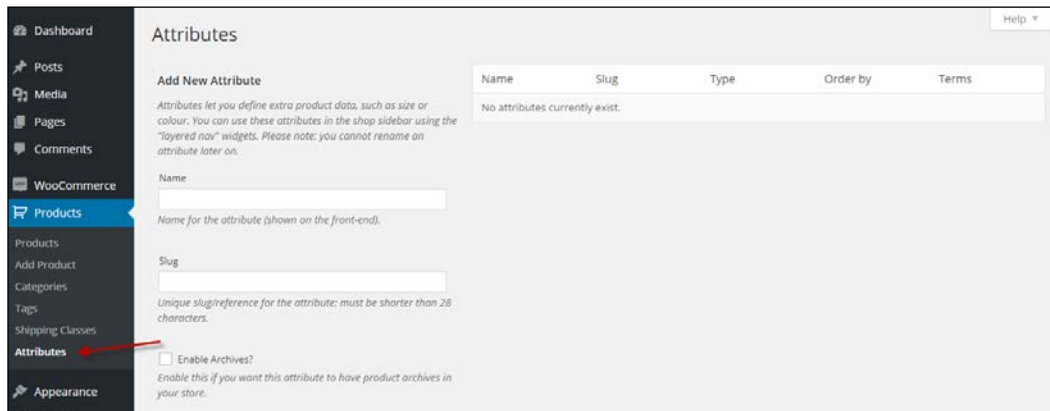 Dashboard
Posts
Media
Pages
Comments
WooCommerce
Products
Products
Add Product
Categories
Tags
Shipping Classes
Attributes
Appearance
Help
Attributes
Add New Attribute
Attributes let you define extra product data, such as size or
colour. You can use these attributes in the shop sidebar using the
"layered nav" widgets. Please note: you cannot rename an
attribute later on.
Name
Name for the attribute (shown on the front-end).
Slug
Unique slug/reference for the attribute; must be shorter than 28
characters.
Enable Archives?
Enable this if you want this attribute to have product archives in
your store.
Name Slug Type Order by Terms
No attributes currently exist.